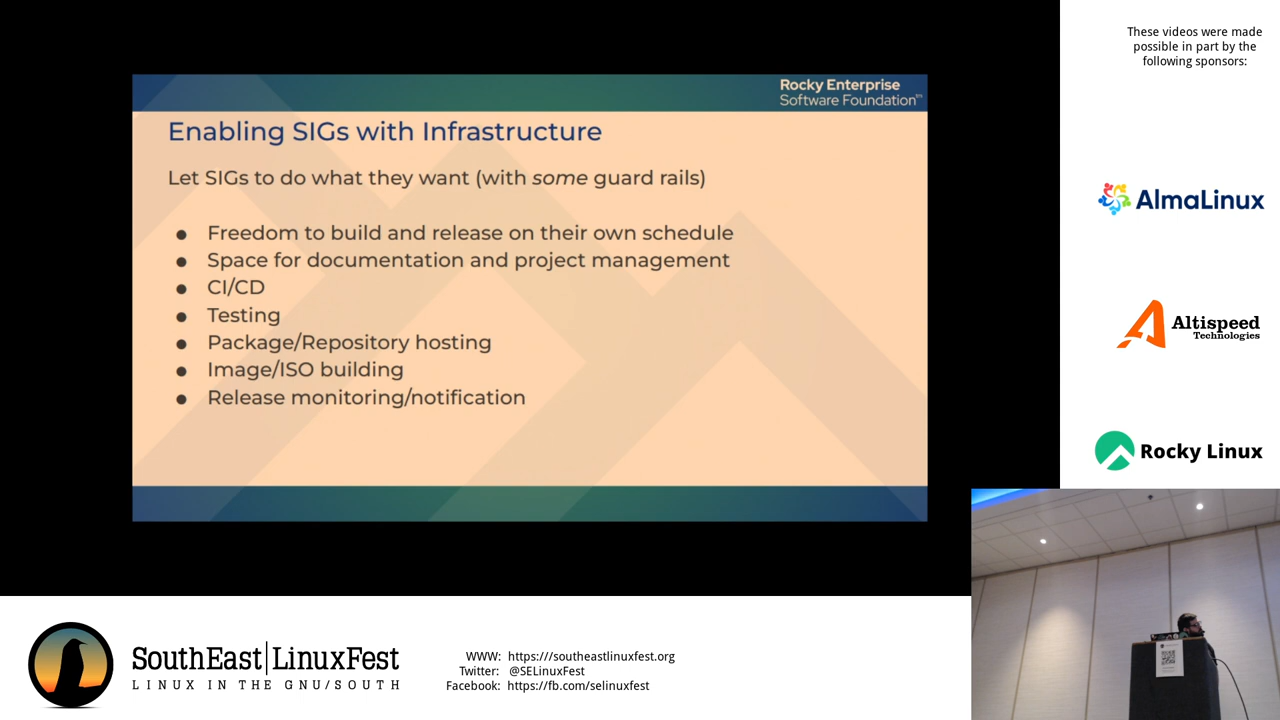 These videos were made
possible in part by the
following sponsors:
Rocky Enterprise
Software Foundation™
Enabling SIGs with Infrastructure
Let SIGs to do what they want (with some guard rails)
● Freedom to build and release on their own schedule
● Space for documentation and project management
● CI/CD
● Testing
● Package/Repository hosting
● Image/ISO building
● Release monitoring/notification
AlmaLinux
Altispeed
Technologies
Rocky Linux
SouthEast|LinuxFest
LINUX IN THE GNU/SOUTH
WWW: https:///southeastlinuxfest.org
Twitter: @SELinuxFest
Facebook: https://fb.com/selinuxfest